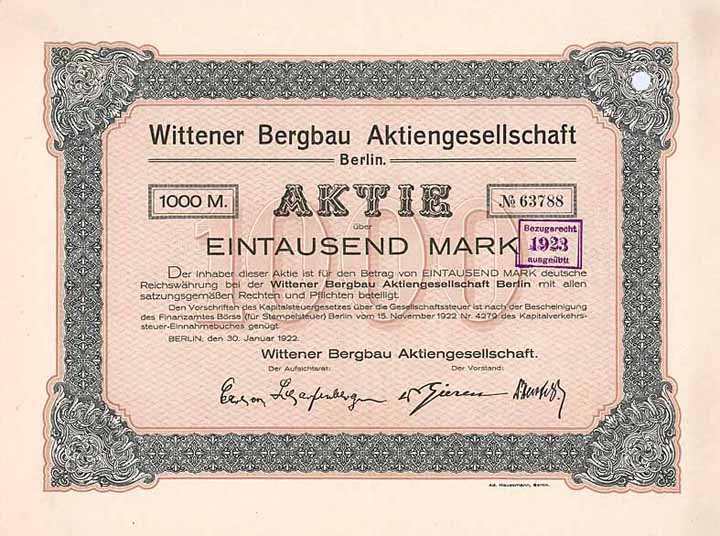 Wittener Bergbau Aktiengesellschaft
Berlin.
1000 M.
AKTIE
№ 63788
über
EINTAUSEND MARK
Bezugsrecht
1923
ausgeübt
1000
Der Inhaber dieser Aktie ist für den Betrag von EINTAUSEND MARK deutsche
Reichswährung bei der Wittener Bergbau Aktiengesellschaft Berlin mit allen
satzungsgemäßen Rechten und Pflichten beteiligt.
Den Vorschriften des Kapitalsteuergesetzes über die Gesellschaftssteuer ist nach der Bescheinigung
des Finanzamtes Börse (für Stempelsteuer) Berlin vom 15. November 1922 Nr. 4279 des Kapitalverkehrs-
steuer-Einnahmebuches genügt.
BERLIN, den 30. Januar 1922.
Wittener Bergbau Aktiengesellschaft.
Der Aufsichtsrat:
Der Vorstand:
Ad. Hausmann, Berlin.